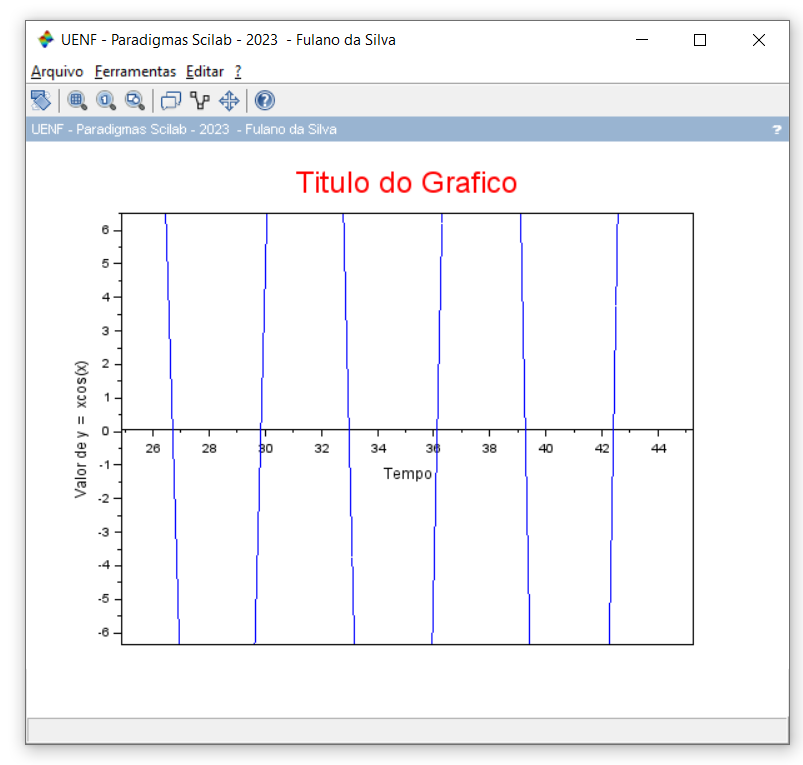 UENF - Paradigmas Scilab - 2023  - Fulano da Silva
Arquivo Ferramentas Editar ?
UENF - Paradigmas Scilab - 2023  - Fulano da Silva ?
Titulo do Grafico
6
5
4
3
2
1
0
-1
-2
-3
-4
-5
-6
Valor de y = xcos(x)
26 28 30 32 34 36 38 40 42 44
Tempo